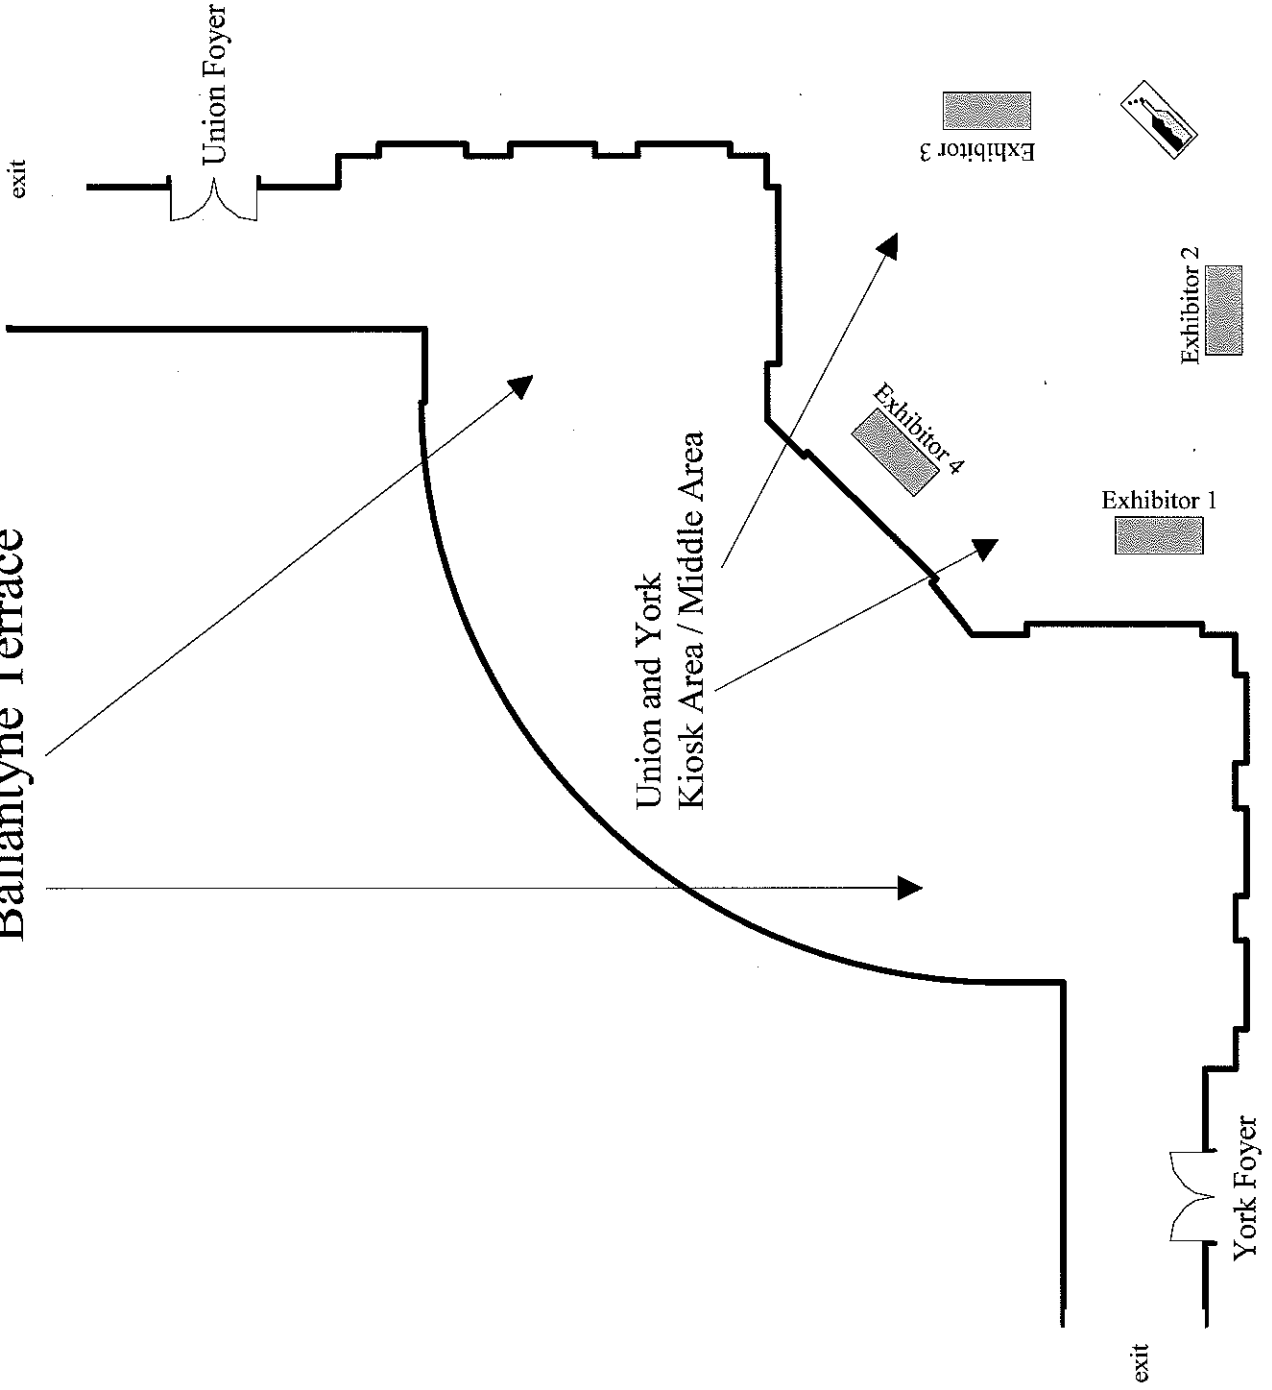 Ballantyne Terrace
exit
Union Foyer
Union and York
Kiosk Area / Middle Area
Exhibitor 3
Exhibitor 4
Exhibitor 2
Exhibitor 1
York Foyer
exit